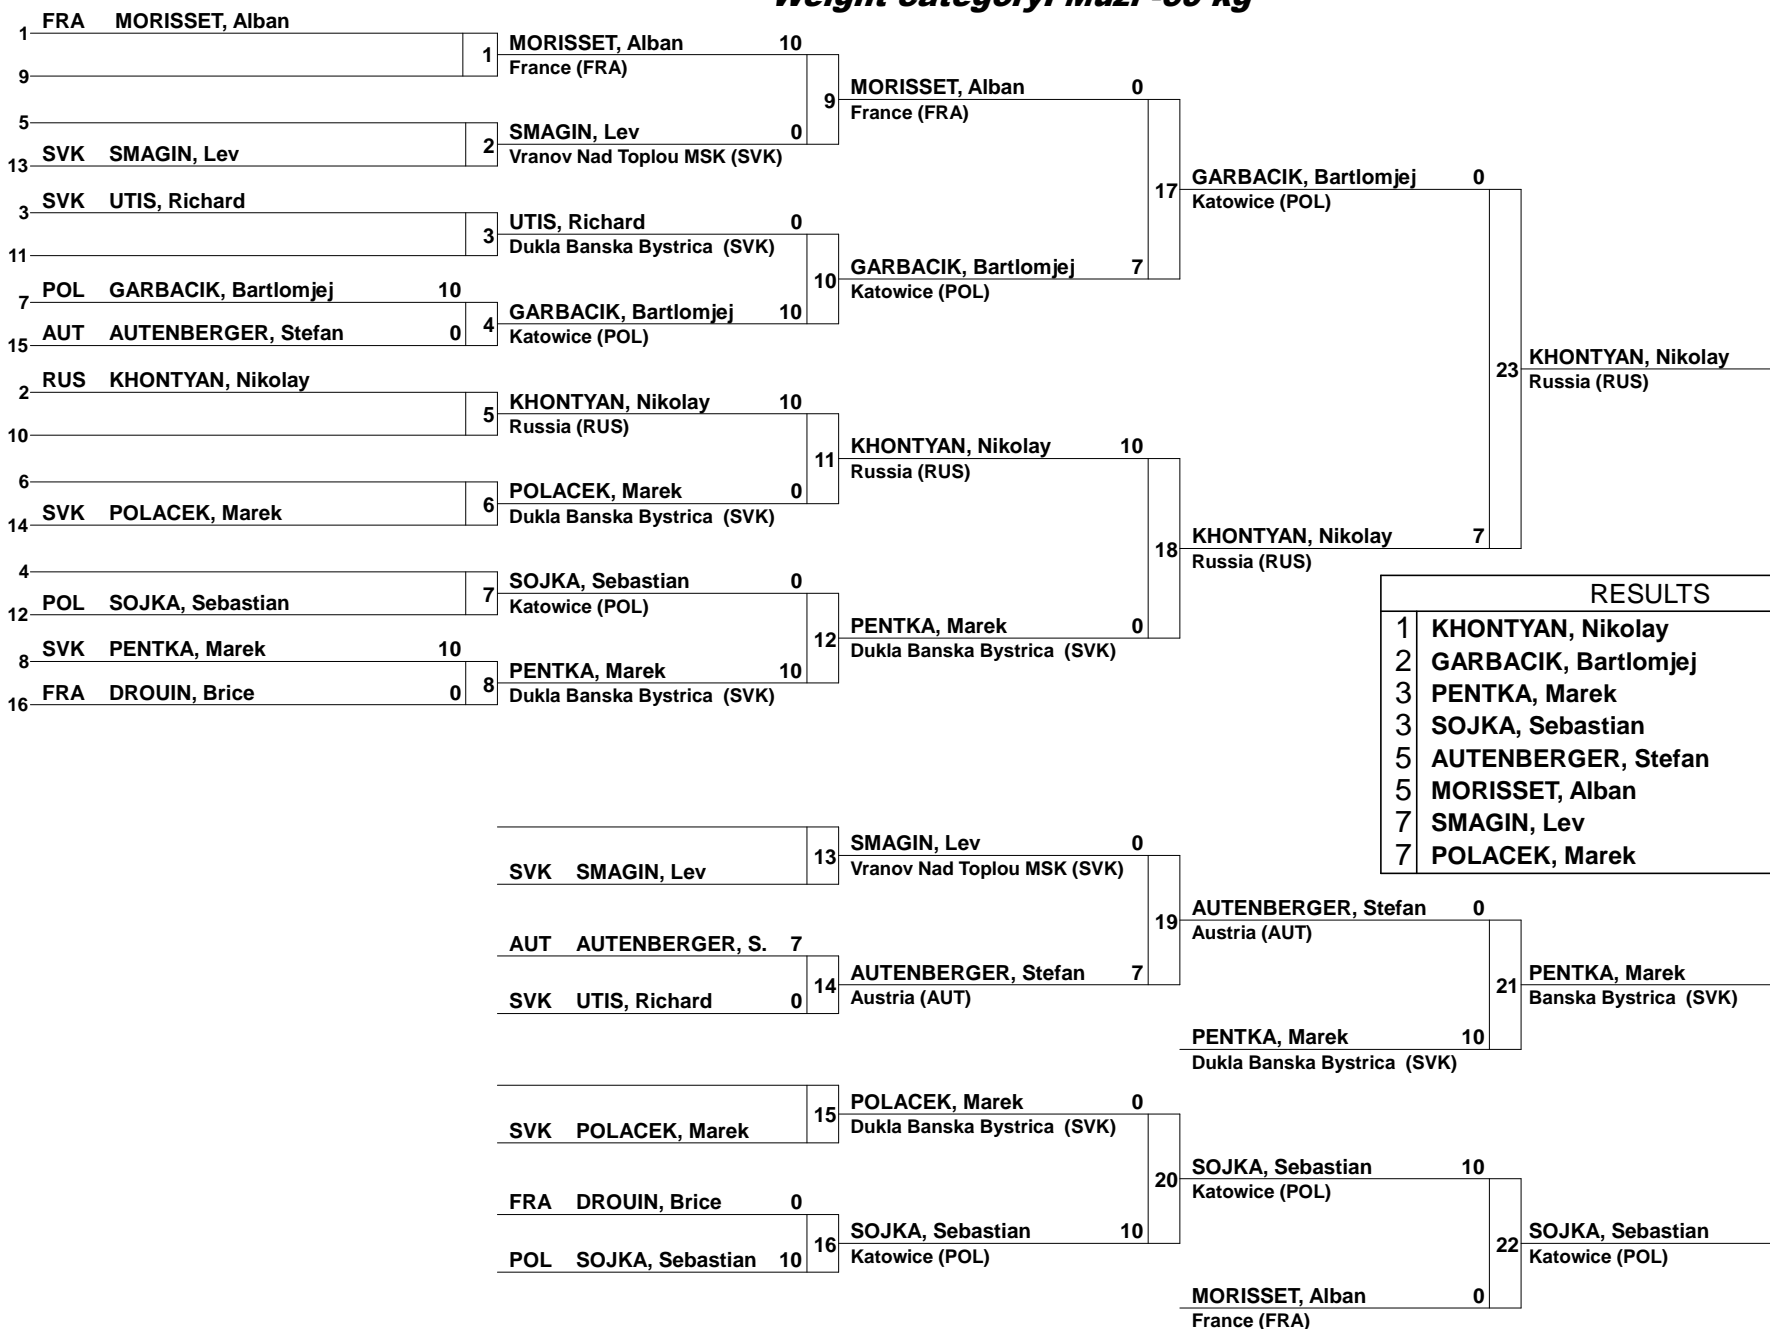 1 FRA MORISSET, Alban
9
1 MORISSET, Alban 10
France (FRA)
5
13 SVK SMAGIN, Lev
2 SMAGIN, Lev 0
Vranov Nad Toplou MSK (SVK)
9 MORISSET, Alban 0
France (FRA)
3 SVK UTIS, Richard
11
3 UTIS, Richard 0
Dukla Banska Bystrica (SVK)
7 POL GARBACIK, Bartlomjej 10
15 AUT AUTENBERGER, Stefan 0
4 GARBACIK, Bartlomjej 10
Katowice (POL)
10 GARBACIK, Bartlomjej 7
Katowice (POL)
17 GARBACIK, Bartlomjej 0
Katowice (POL)
2 RUS KHONTYAN, Nikolay
10
5 KHONTYAN, Nikolay 10
Russia (RUS)
6
14 SVK POLACEK, Marek
6 POLACEK, Marek 0
Dukla Banska Bystrica (SVK)
11 KHONTYAN, Nikolay 10
Russia (RUS)
4
12 POL SOJKA, Sebastian
7 SOJKA, Sebastian 0
Katowice (POL)
8 SVK PENTKA, Marek 10
16 FRA DROUIN, Brice 0
8 PENTKA, Marek 10
Dukla Banska Bystrica (SVK)
12 PENTKA, Marek 0
Dukla Banska Bystrica (SVK)
18 KHONTYAN, Nikolay 7
Russia (RUS)
23 KHONTYAN, Nikolay
Russia (RUS)
RESULTS
1 KHONTYAN, Nikolay
2 GARBACIK, Bartlomjej
3 PENTKA, Marek
3 SOJKA, Sebastian
5 AUTENBERGER, Stefan
5 MORISSET, Alban
7 SMAGIN, Lev
7 POLACEK, Marek
SVK SMAGIN, Lev
13 SMAGIN, Lev 0
Vranov Nad Toplou MSK (SVK)
AUT AUTENBERGER, S. 7
SVK UTIS, Richard 0
14 AUTENBERGER, Stefan 7
Austria (AUT)
19 AUTENBERGER, Stefan 0
Austria (AUT)
PENTKA, Marek 10
Dukla Banska Bystrica (SVK)
21 PENTKA, Marek
Banska Bystrica (SVK)
SVK POLACEK, Marek
15 POLACEK, Marek 0
Dukla Banska Bystrica (SVK)
FRA DROUIN, Brice 0
POL SOJKA, Sebastian 10
16 SOJKA, Sebastian 10
Katowice (POL)
20 SOJKA, Sebastian 10
Katowice (POL)
MORISSET, Alban 0
France (FRA)
22 SOJKA, Sebastian
Katowice (POL)